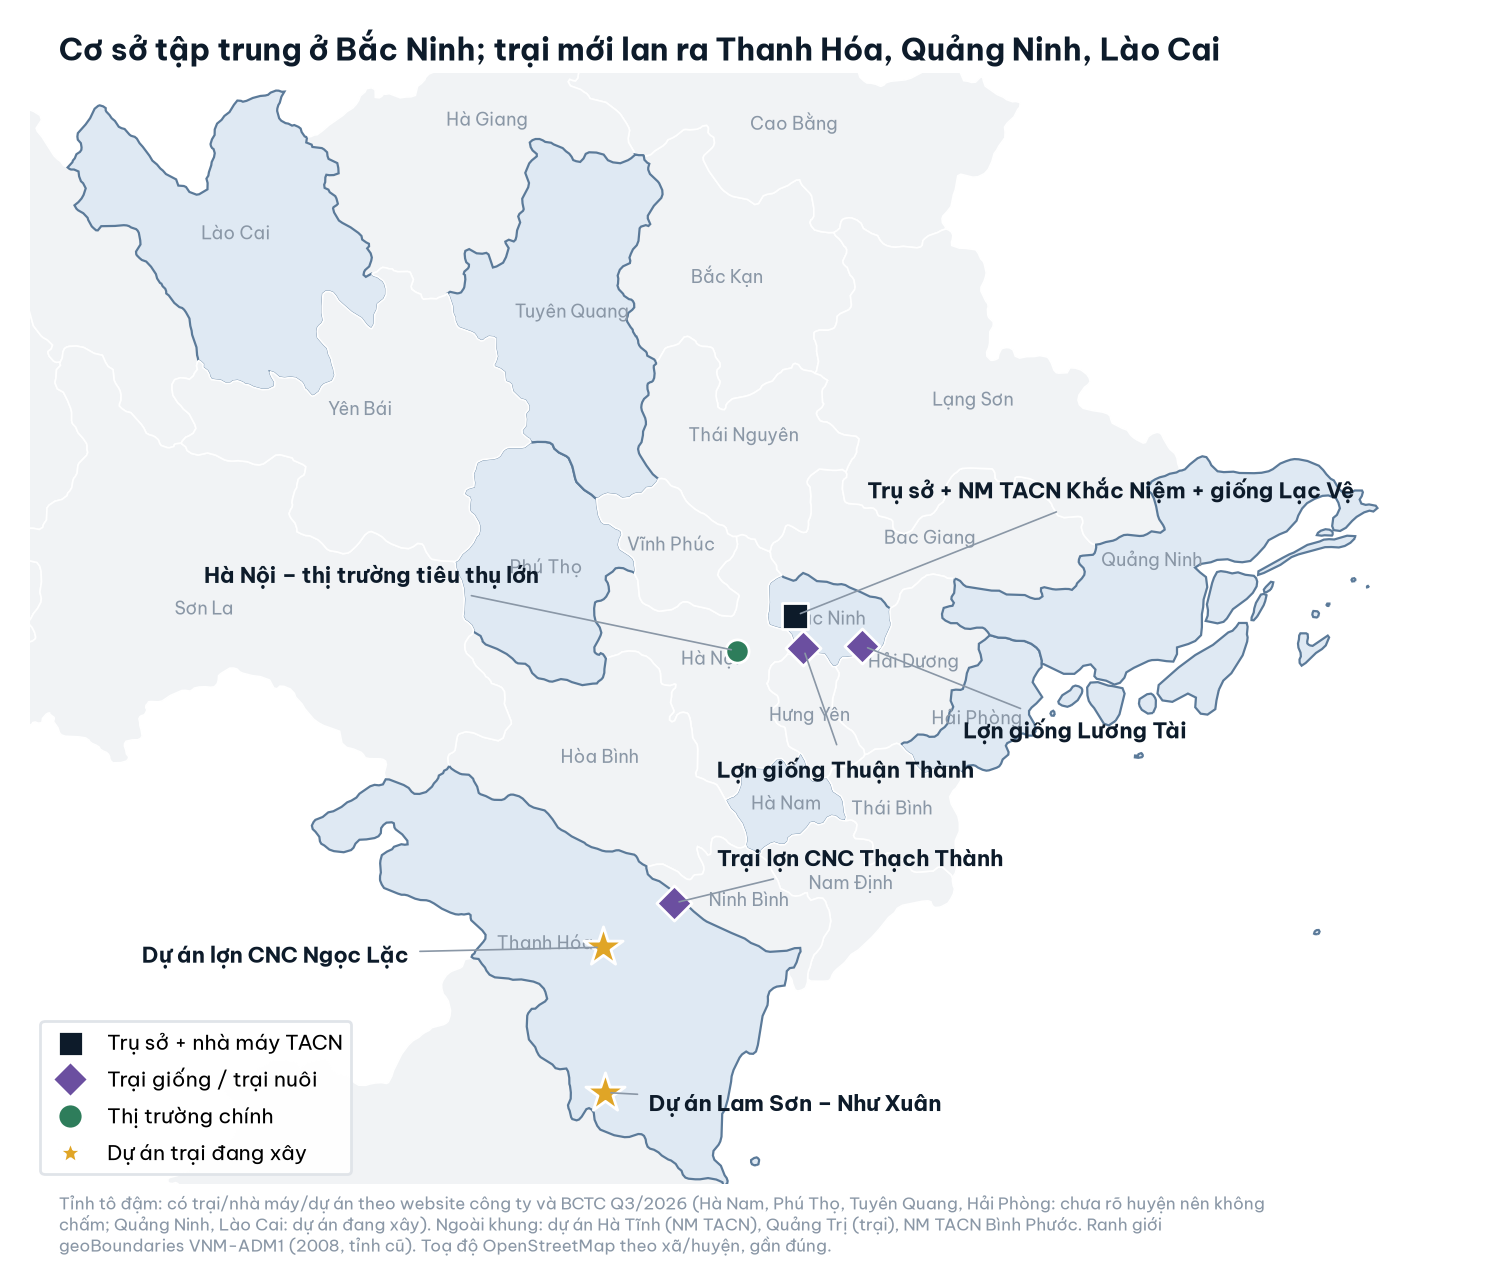 Cơ sở tập trung ở Bắc Ninh; trại mới lan ra Thanh Hóa, Quảng Ninh, Lào Cai
Hà Giang
Cao Bằng
Lào Cai
Bắc Kạn
Tuyên Quang
Lạng Sơn
Yên Bái
Thái Nguyên
Trụ sở + NM TACN Khắc Niệm + giống Lạc Vệ
Bac Giang
Vĩnh Phúc
Quảng Ninh
Phú Thọ
Hà Nội – thị trường tiêu thụ lớn
Sơn La
c Ninh
Hà Nộ
Hải Dương
Hưng Yên
Hải Phòng
Lợn giống Lương Tài
Hòa Bình
Lợn giống Thuận Thành
Hà Nam
Thái Bình
Trại lợn CNC Thạch Thành
Nam Định
Ninh Bình
Thanh Hó
Dự án lợn CNC Ngọc Lặc
Trụ sở + nhà máy TACN
Trại giống / trại nuôi
Thị trường chính
Dự án trại đang xây
Dự án Lam Sơn – Như Xuân
Tỉnh tô đậm: có trại/nhà máy/dự án theo website công ty và BCTC Q3/2026 (Hà Nam, Phú Thọ, Tuyên Quang, Hải Phòng: chưa rõ huyện nên không
chấm; Quảng Ninh, Lào Cai: dự án đang xây). Ngoài khung: dự án Hà Tĩnh (NM TACN), Quảng Trị (trại), NM TACN Bình Phước. Ranh giới
geoBoundaries VNM-ADM1 (2008, tỉnh cũ). Toạ độ OpenStreetMap theo xã/huyện, gần đúng.